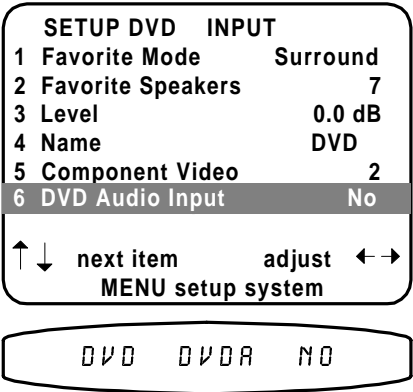 SETUP DVD INPUT
1 Favorite Mode Surround
2 Favorite Speakers 7
3 Level 0.0 dB
4 Name DVD
5 Component Video 2
6 DVD Audio Input No
↑↓ next item adjust ←→
MENU setup system
DVD DVDA NO